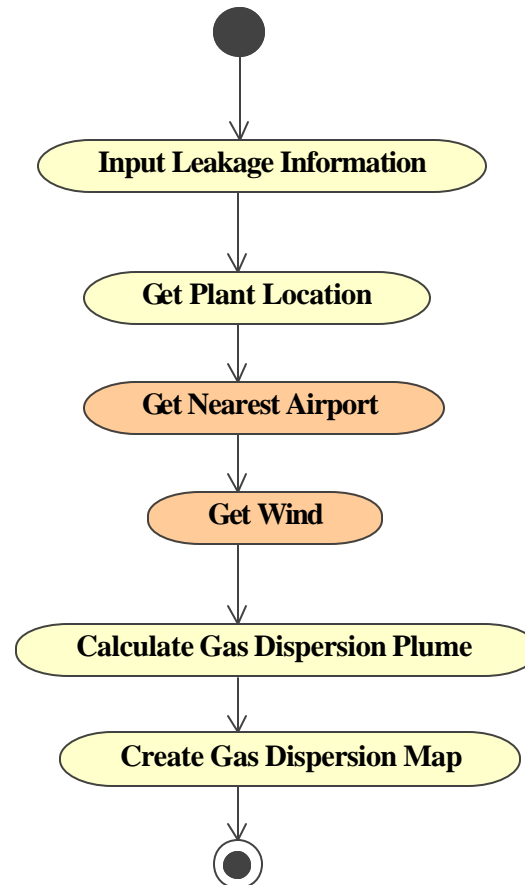 Input Leakage Information
Get Plant Location
Get Nearest Airport
Get Wind
Calculate Gas Dispersion Plume
Create Gas Dispersion Map